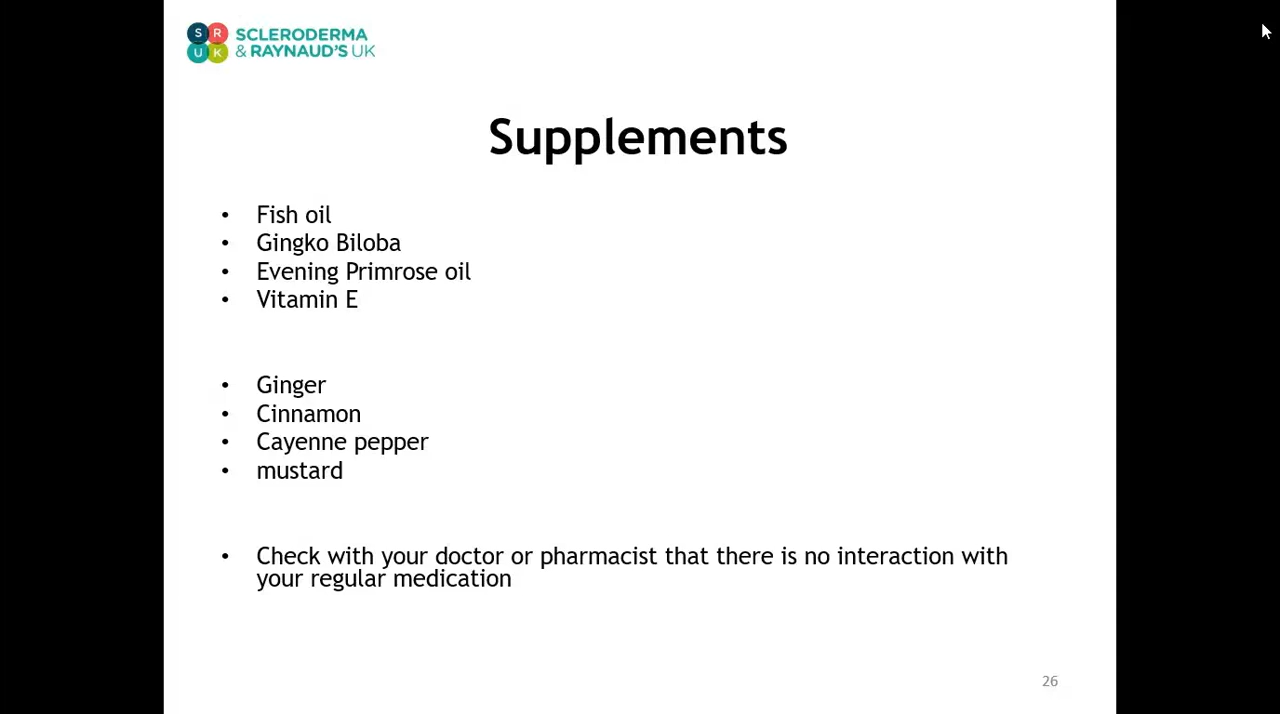 S R
U K
SCLERODERMA
& RAYNAUD'S UK
Supplements
• Fish oil
• Gingko Biloba
• Evening Primrose oil
• Vitamin E
• Ginger
• Cinnamon
• Cayenne pepper
• mustard
• Check with your doctor or pharmacist that there is no interaction with
your regular medication
26